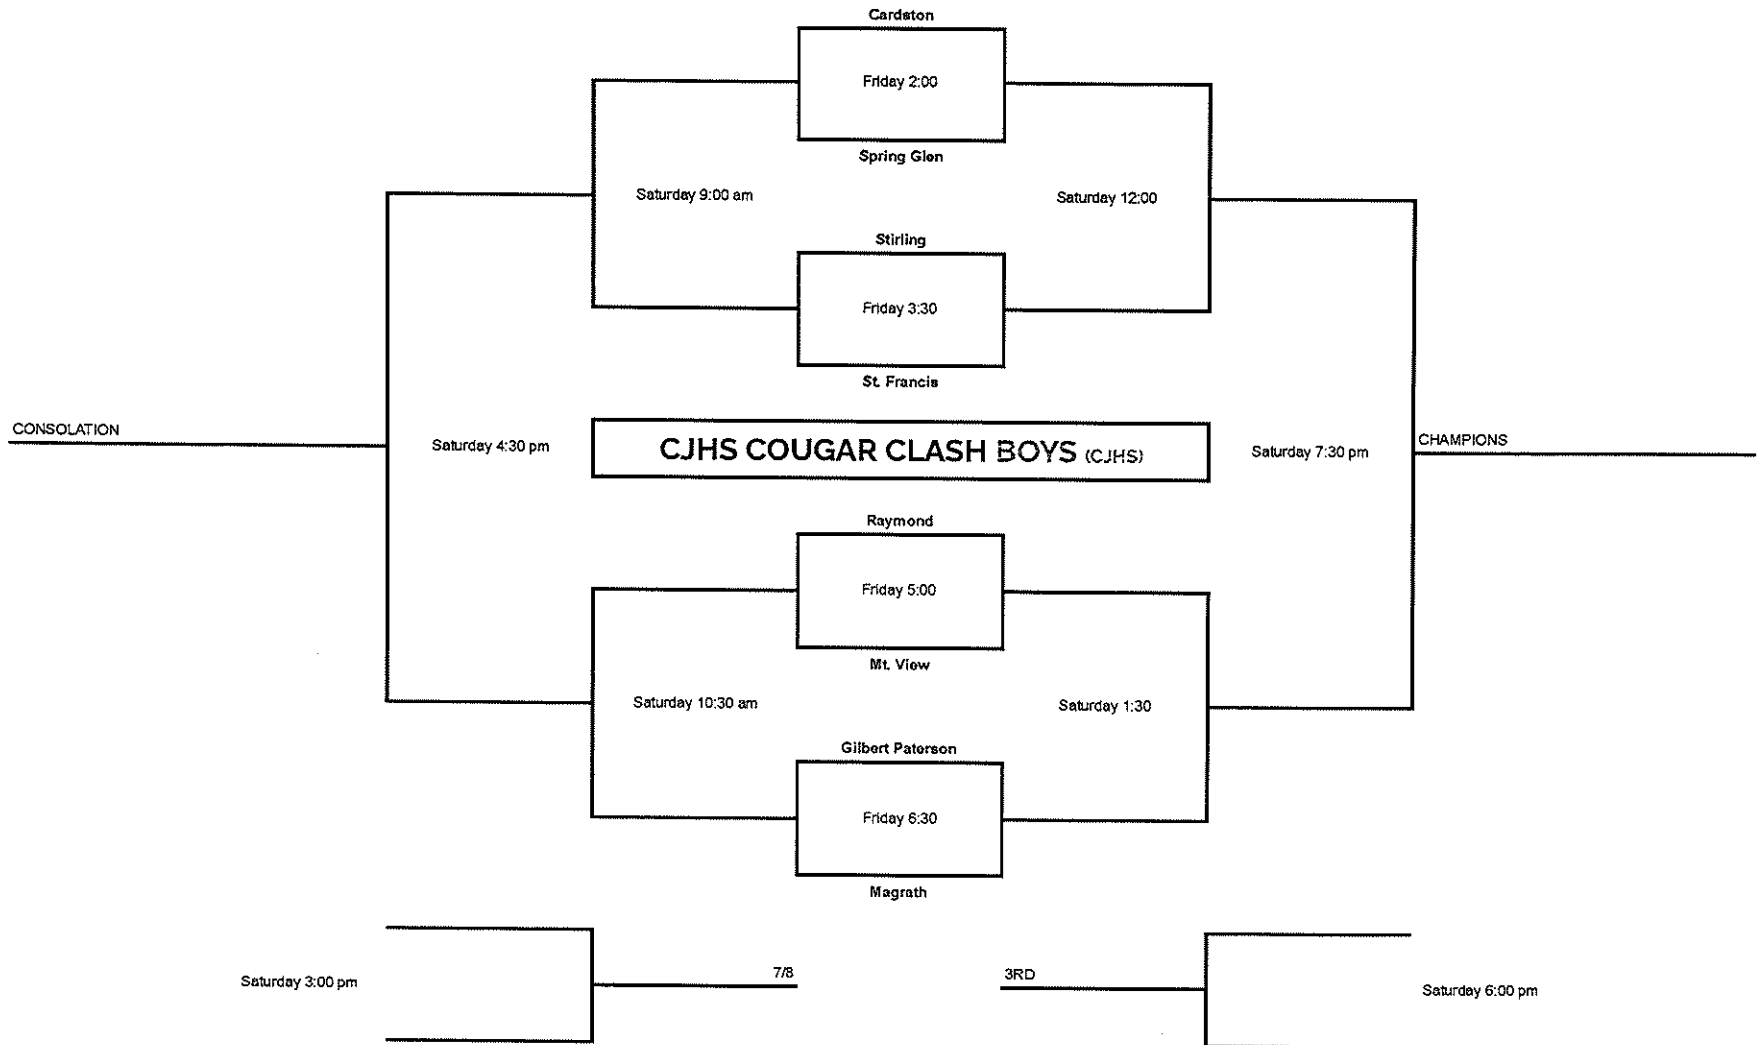 Cardston
Friday 2:00
Spring Glen
Saturday 9:00 am
Saturday 12:00
Stirling
Friday 3:30
St. Francis
CONSOLATION
Saturday 4:30 pm
CJHS COUGAR CLASH BOYS (CJHS)
Saturday 7:30 pm
CHAMPIONS
Raymond
Friday 5:00
Mt. View
Saturday 10:30 am
Saturday 1:30
Gilbert Paterson
Friday 6:30
Magrath
Saturday 3:00 pm
7/8
3RD
Saturday 6:00 pm